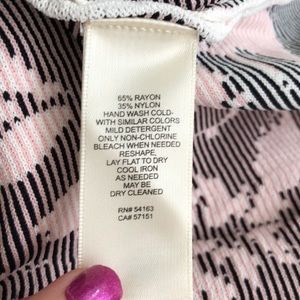 65% RAYON
35% NYLON
HAND WASH COLD-
WITH SIMILAR COLORS
MILD DETERGENT
ONLY NON-CHLORINE
BLEACH WHEN NEEDED
RESHAPE,
LAY FLAT TO DRY
COOL IRON
AS NEEDED
MAY BE
DRY CLEANED
RN# 54163
CA# 57151